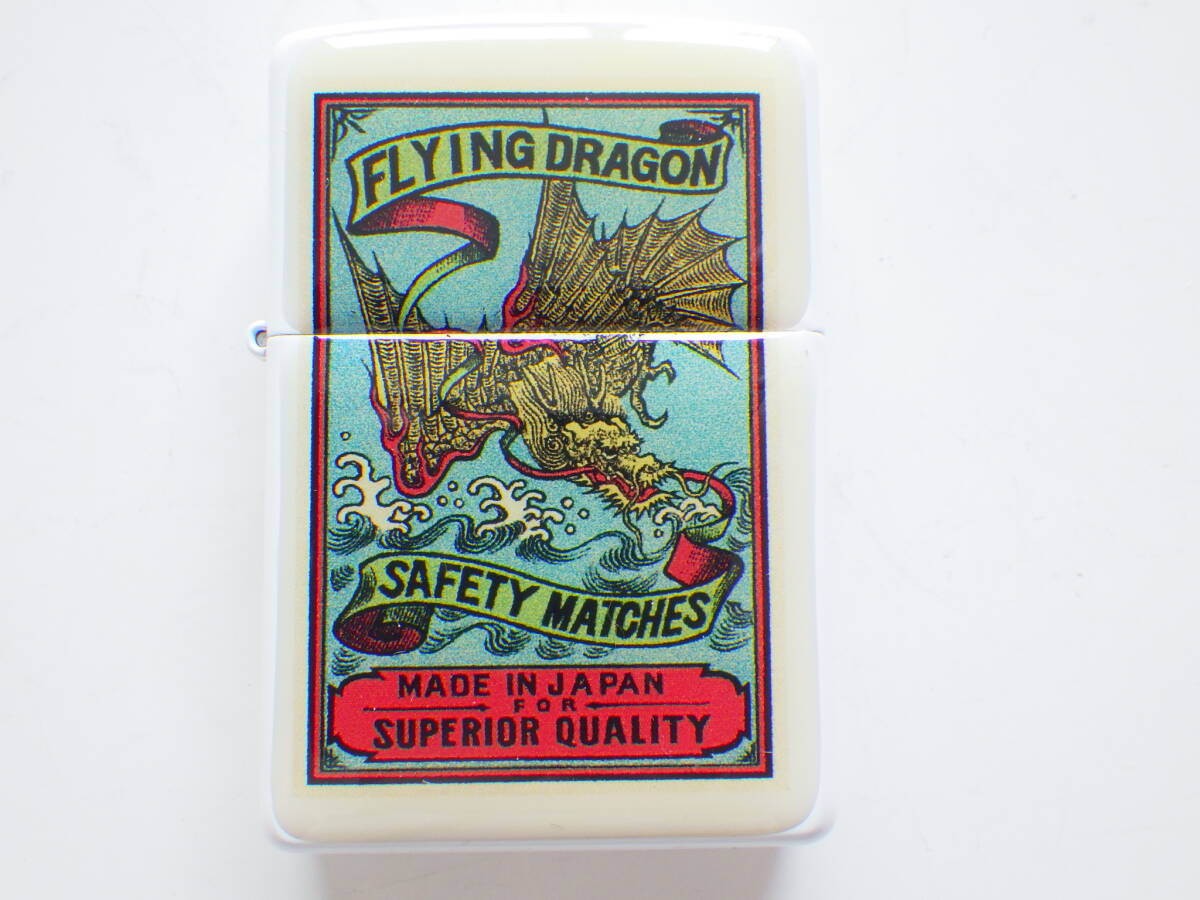 FLYING DRAGON
SAFETY MATCHES
MADE IN JAPAN
FOR
SUPERIOR QUALITY